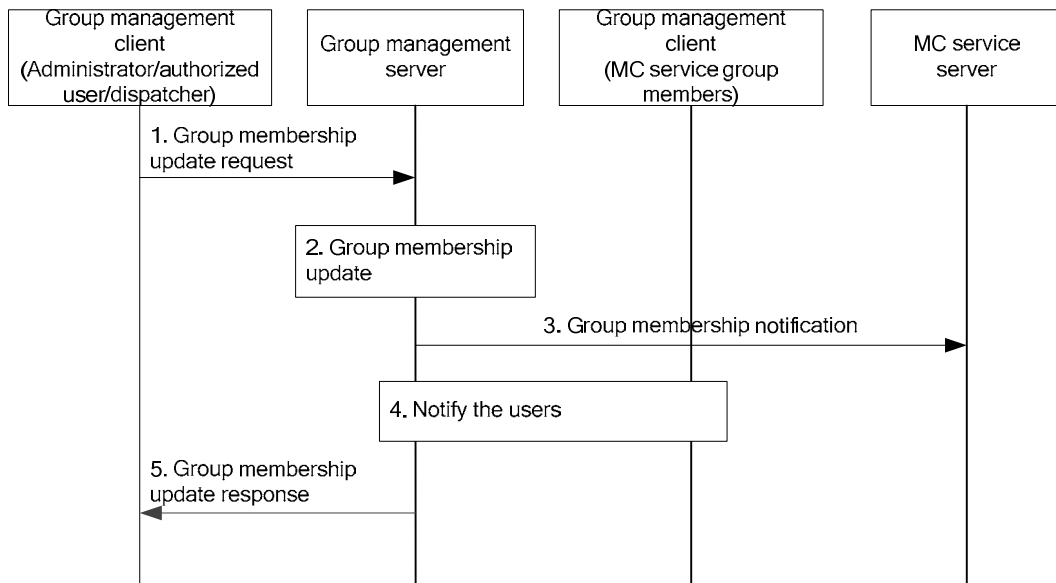 Group management
client
(Administrator/authorized
user/dispatcher)
Group management
server
Group management
client
(MC service group
members)
MC service
server
1. Group membership
update request
2. Group membership
update
3. Group membership notification
4. Notify the users
5. Group membership
update response